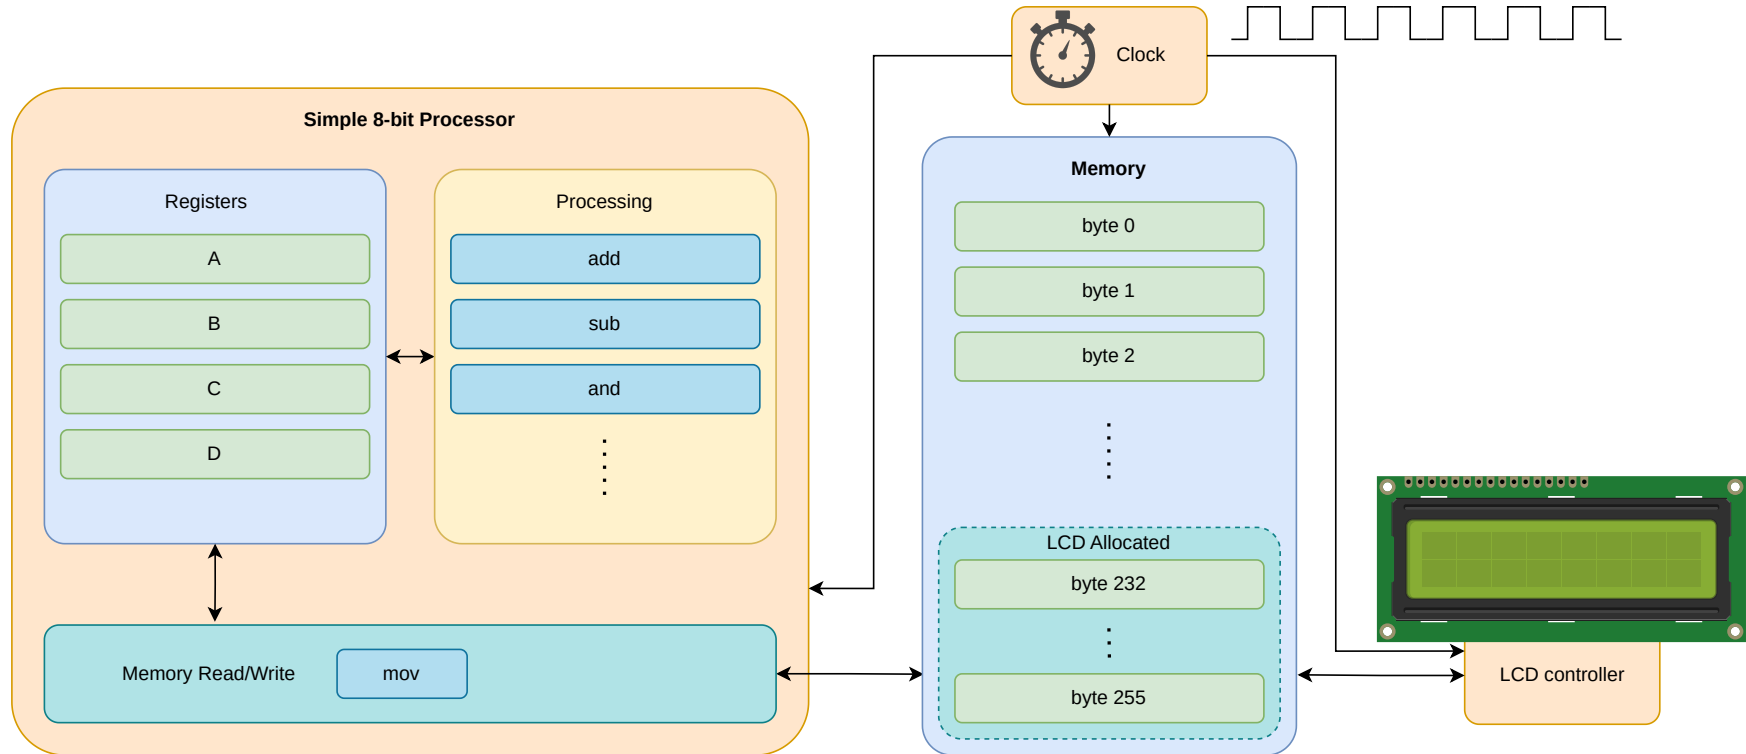 Clock
Simple 8-bit Processor
Registers
A
B
C
D
Processing
add
sub
and
Memory Read/Write
mov
Memory
byte 0
byte 1
byte 2
LCD Allocated
byte 232
byte 255
LCD controller